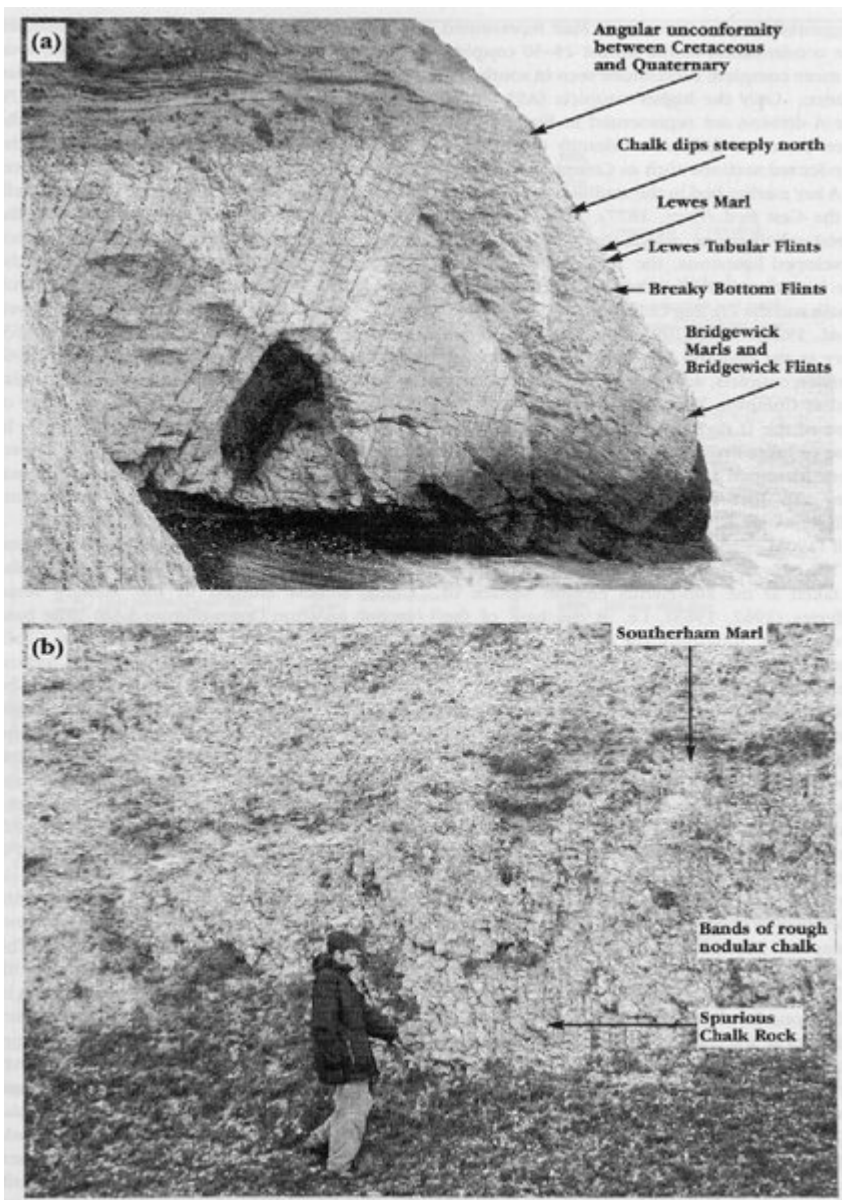 (a)
Angular unconformity
between Cretaceous
and Quaternary
Chalk dips steeply north
Lewes Marl
Lewes Tubular Flints
Breaky Bottom Flints
Bridgewick
Marls and
Bridgewick Flints
(b)
Southerham Marl
Bands of rough
nodular chalk
Spurious
Chalk Rock